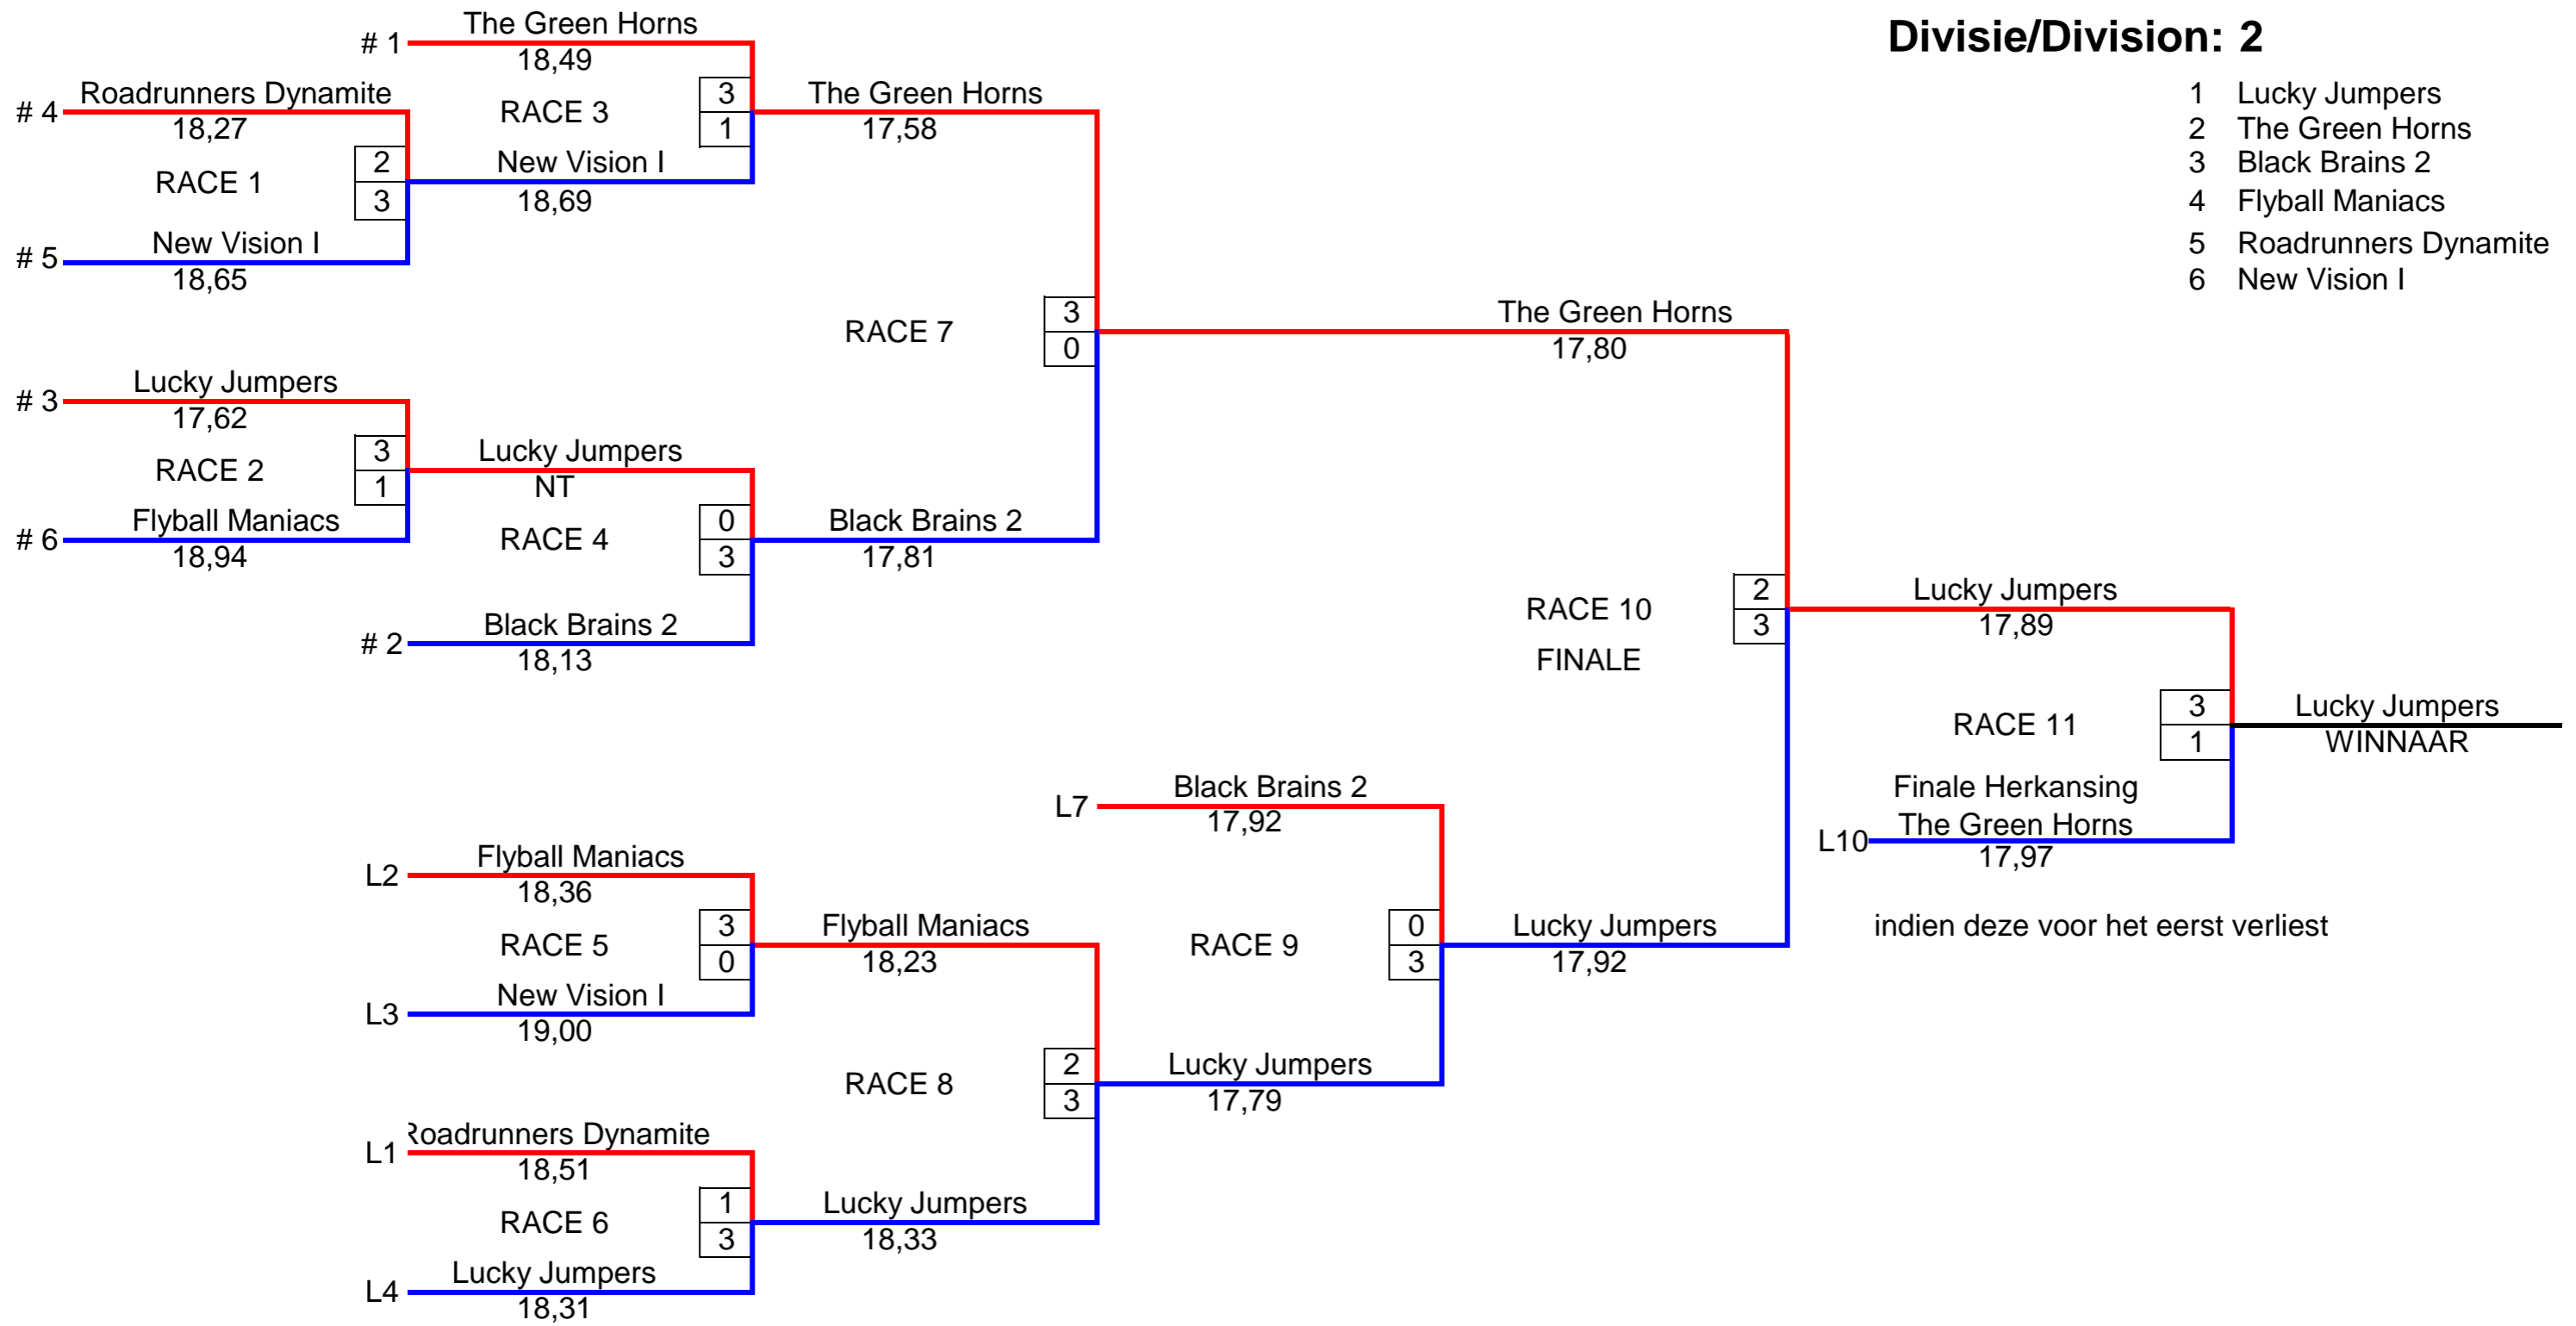 Divisie/Division: 2
1 Lucky Jumpers
2 The Green Horns
3 Black Brains 2
4 Flyball Maniacs
5 Roadrunners Dynamite
6 New Vision I
# 1
The Green Horns
18,49
RACE 3
3
1
New Vision I
18,69
# 4
Roadrunners Dynamite
18,27
RACE 1
2
3
# 5
New Vision I
18,65
The Green Horns
17,58
RACE 7
3
0
# 3
Lucky Jumpers
17,62
RACE 2
3
1
# 6
Flyball Maniacs
18,94
Lucky Jumpers
NT
RACE 4
0
3
# 2
Black Brains 2
18,13
Black Brains 2
17,81
The Green Horns
17,80
RACE 10
FINALE
2
3
Lucky Jumpers
17,89
RACE 11
3
1
Lucky Jumpers
WINNAAR
Finale Herkansing
L10
The Green Horns
17,97
indien deze voor het eerst verliest
L7
Black Brains 2
17,92
RACE 9
0
3
Lucky Jumpers
17,92
L2
Flyball Maniacs
18,36
RACE 5
3
0
L3
New Vision I
19,00
Flyball Maniacs
18,23
RACE 8
2
3
Lucky Jumpers
17,79
L1
Roadrunners Dynamite
18,51
RACE 6
1
3
L4
Lucky Jumpers
18,31
Lucky Jumpers
18,33